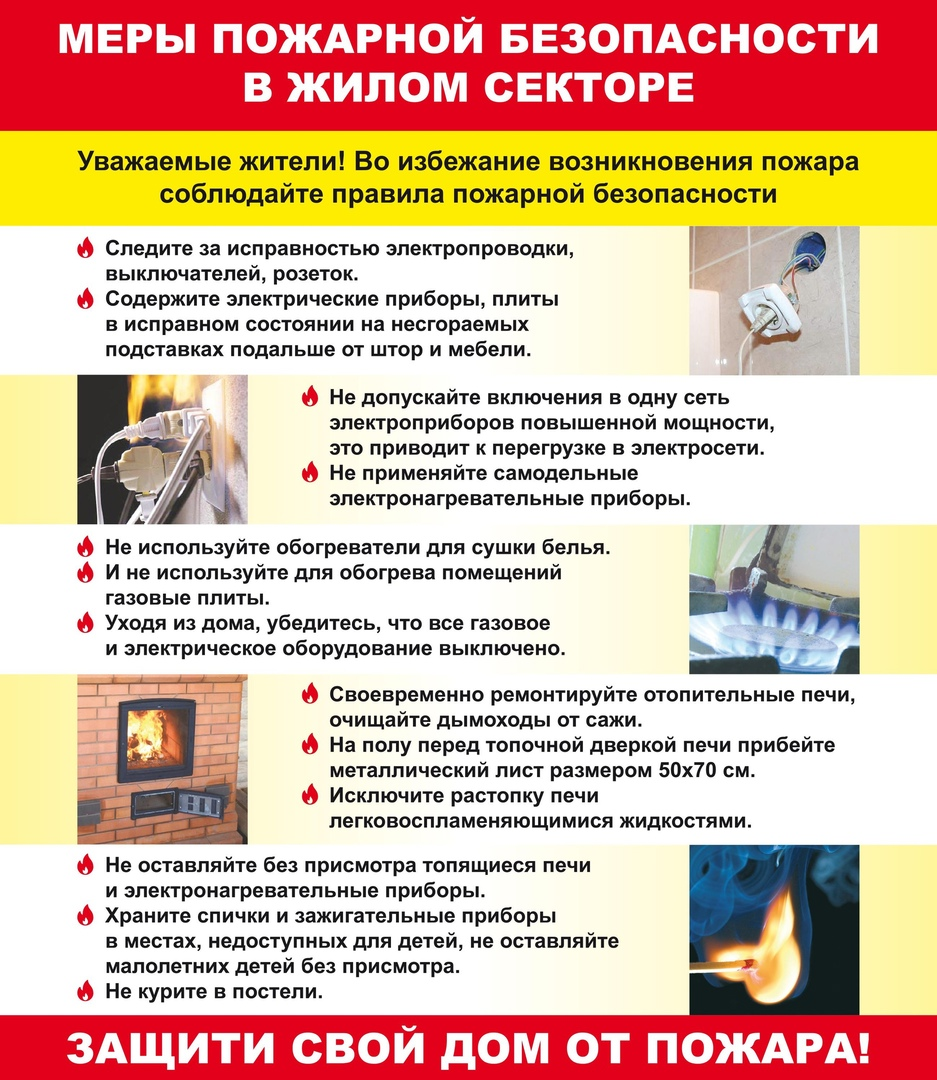 МЕРЫ ПОЖАРНОЙ БЕЗОПАСНОСТИ
В ЖИЛОМ СЕКТОРЕ
Уважаемые жители! Во избежание возникновения пожара
соблюдайте правила пожарной безопасности
Следите за исправностью электропроводки,
выключателей, розеток.
Содержите электрические приборы, плиты
в исправном состоянии на несгораемых
подставках подальше от штор и мебели.
Не допускайте включения в одну сеть
электроприборов повышенной мощности,
это приводит к перегрузке в электросети.
Не применяйте самодельные
электронагревательные приборы.
Не используйте обогреватели для сушки белья.
И не используйте для обогрева помещений
газовые плиты.
Уходя из дома, убедитесь, что все газовое
и электрическое оборудование выключено.
Своевременно ремонтируйте отопительные печи,
очищайте дымоходы от сажи.
На полу перед топочной дверкой печи прибейте
металлический лист размером 50х70 см.
Исключите растопку печи
легковоспламеняющимися жидкостями.
Не оставляйте без присмотра топящиеся печи
и электронагревательные приборы.
Храните спички и зажигательные приборы
в местах, недоступных для детей, не оставляйте
малолетних детей без присмотра.
Не курите в постели.
ЗАЩИТИ СВОЙ ДОМ ОТ ПОЖАРА!